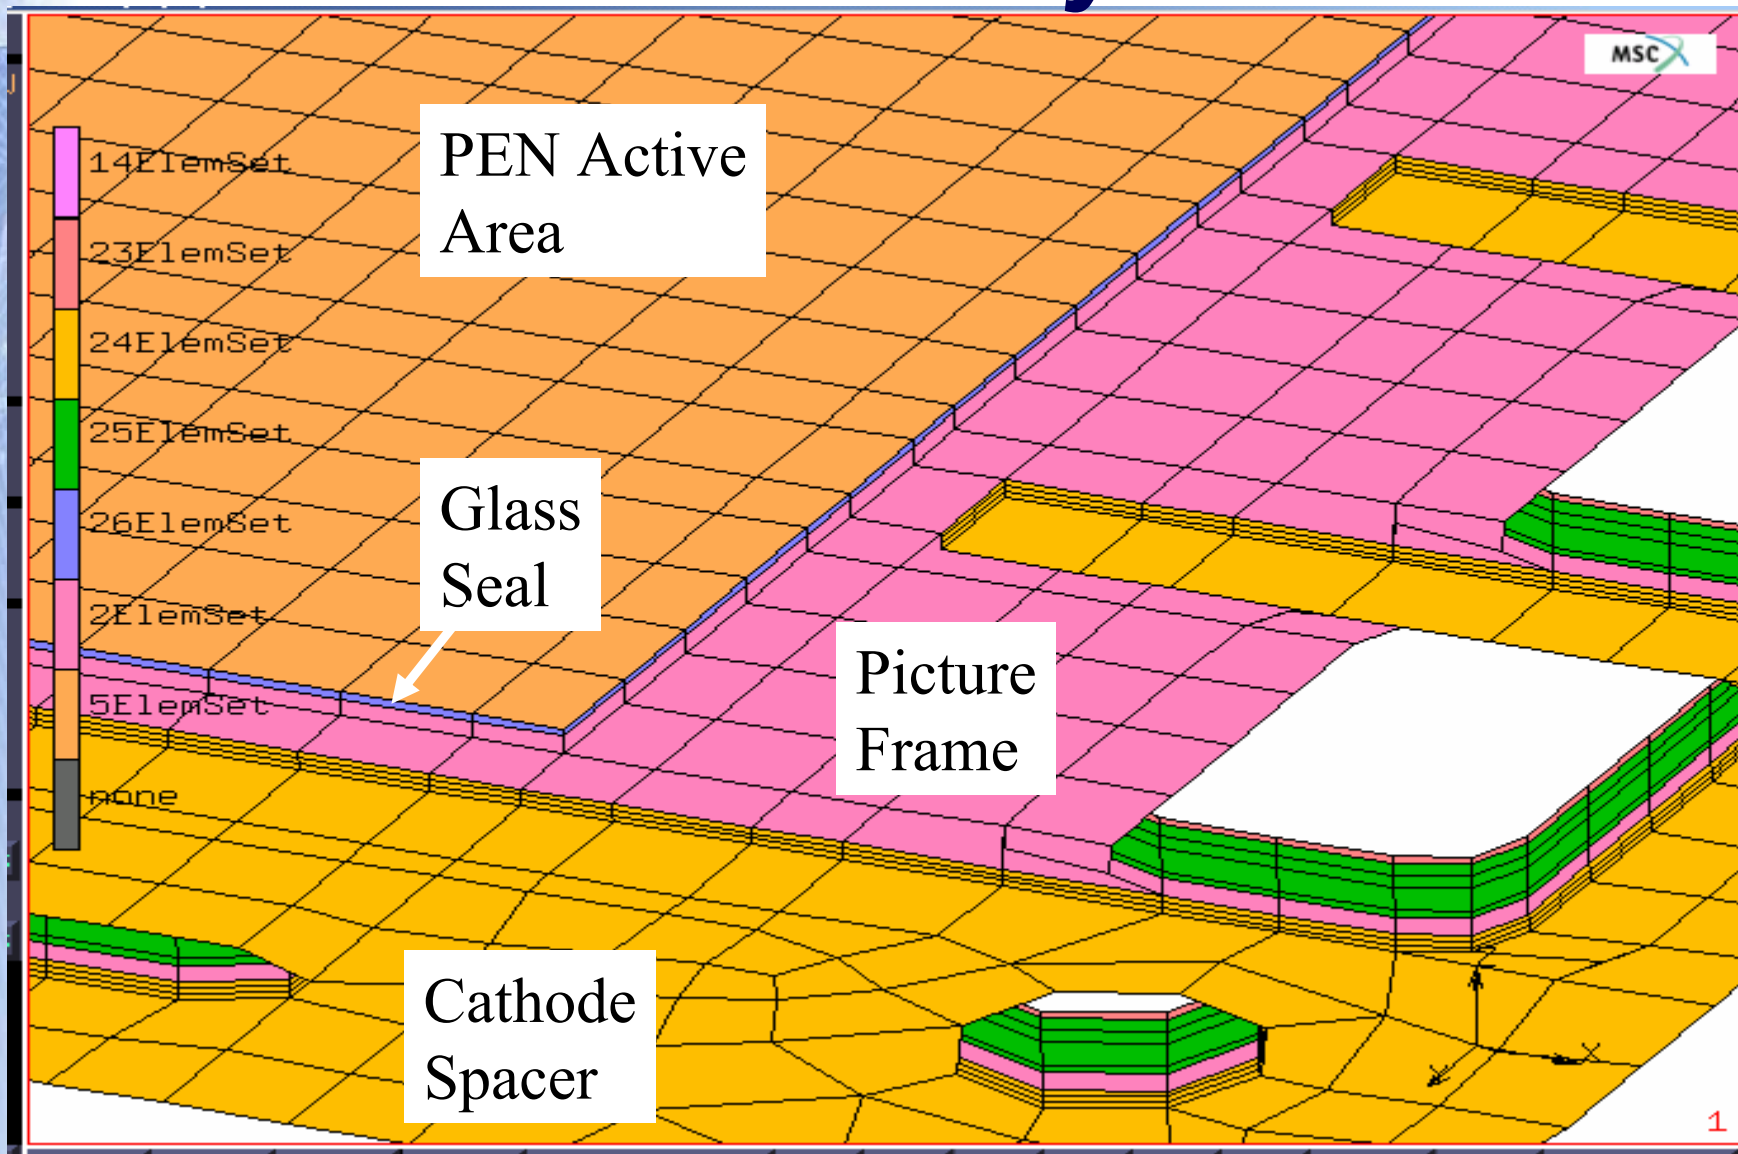 MSC
PEN Active
Area
14ElemSet
23ElemSet
24ElemSet
25ElemSet
26ElemSet
2ElemSet
5ElemSet
none
Glass
Seal
Picture
Frame
Cathode
Spacer
Z
X
Y
1